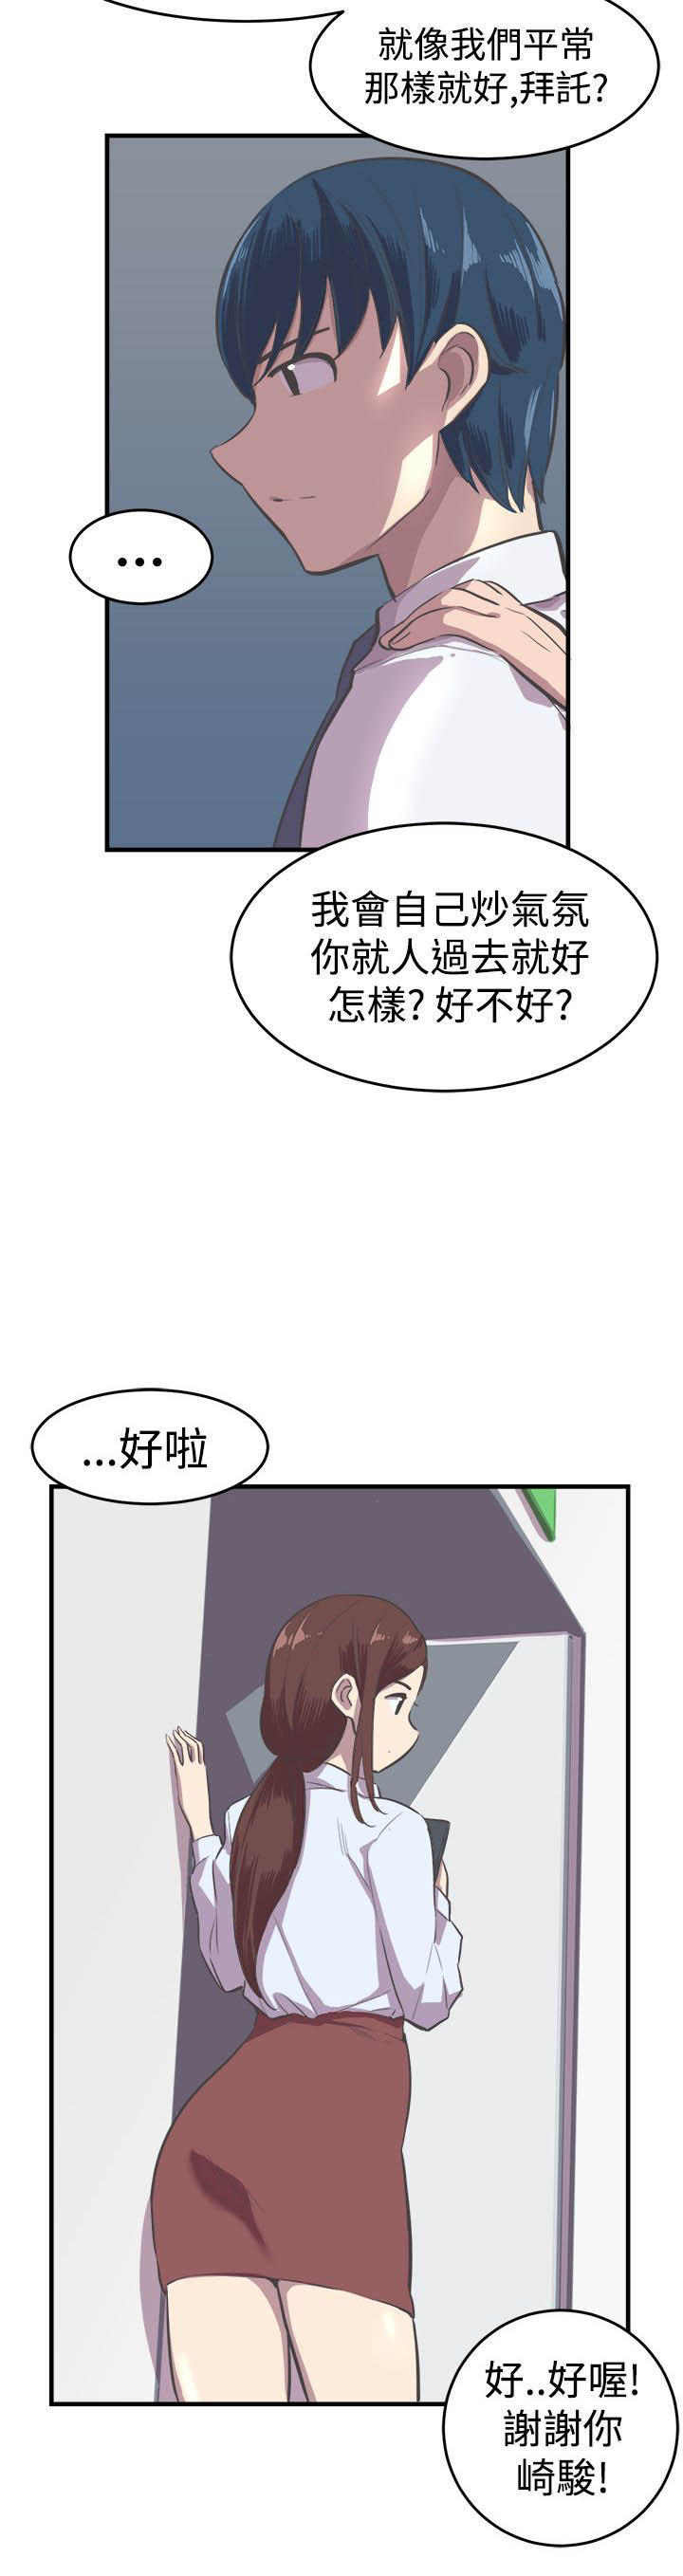 就像我們平常
那樣就好,拜託?
...
我會自己炒氣氛
你就人過去就好
怎樣? 好不好?
...好啦
好..好喔!
謝謝你
崎駿!